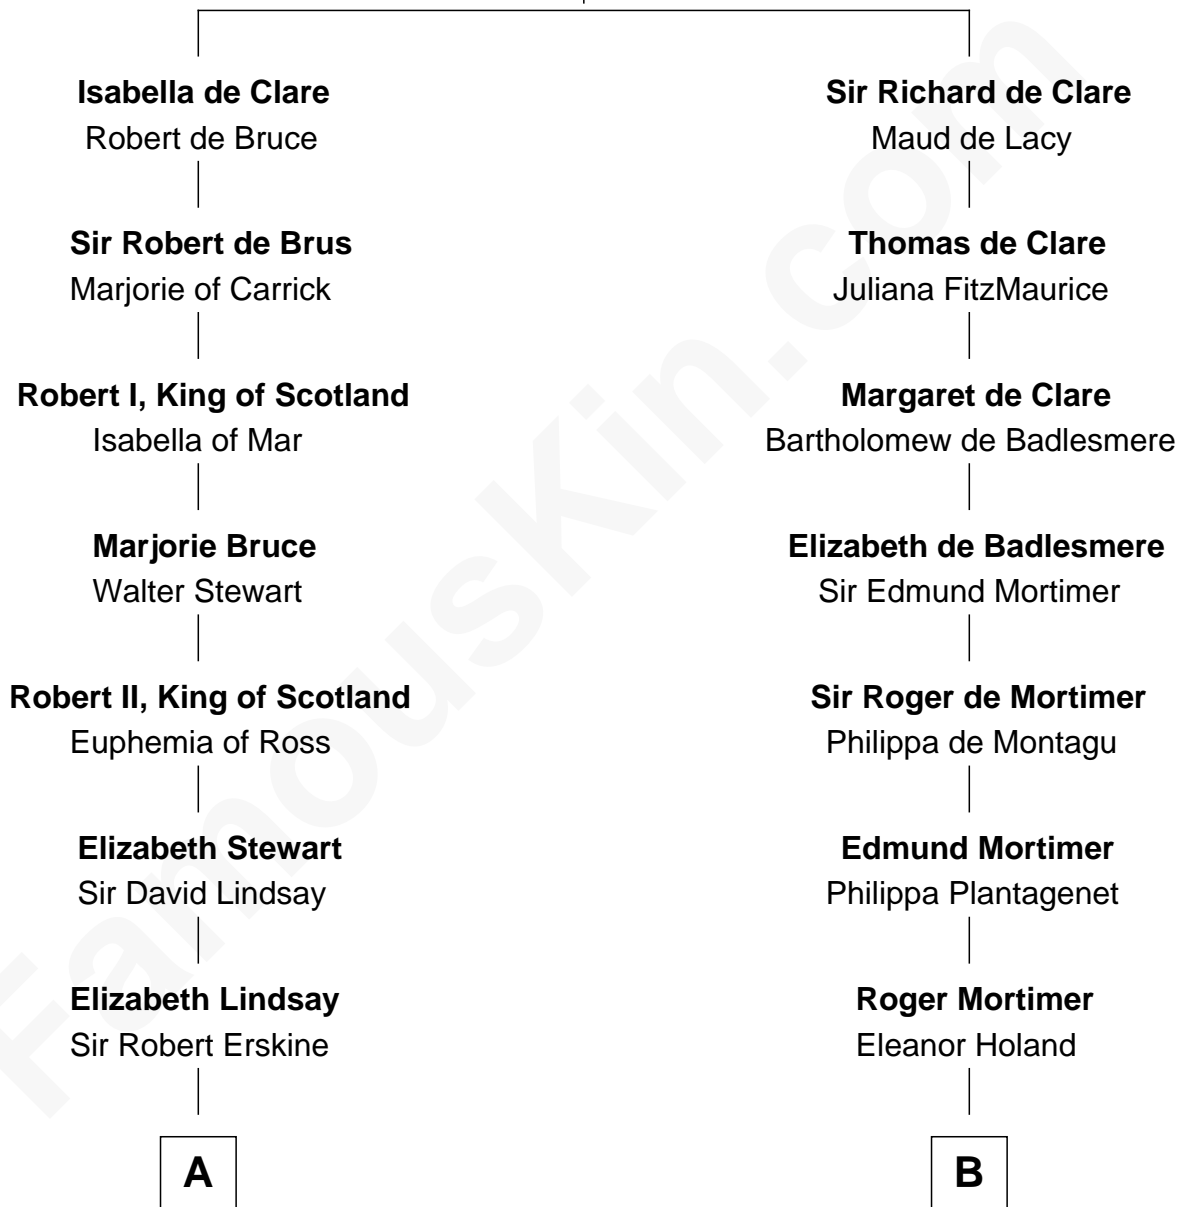 Isabella de Clare
Robert de Bruce
Sir Robert de Brus
Marjorie of Carrick
Robert I, King of Scotland
Isabella of Mar
Marjorie Bruce
Walter Stewart
Robert II, King of Scotland
Euphemia of Ross
Elizabeth Stewart
Sir David Lindsay
Elizabeth Lindsay
Sir Robert Erskine
A
Sir Richard de Clare
Maud de Lacy
Thomas de Clare
Juliana FitzMaurice
Margaret de Clare
Bartholomew de Badlesmere
Elizabeth de Badlesmere
Sir Edmund Mortimer
Sir Roger de Mortimer
Philippa de Montagu
Edmund Mortimer
Philippa Plantagenet
Roger Mortimer
Eleanor Holand
B
FamousKin.com